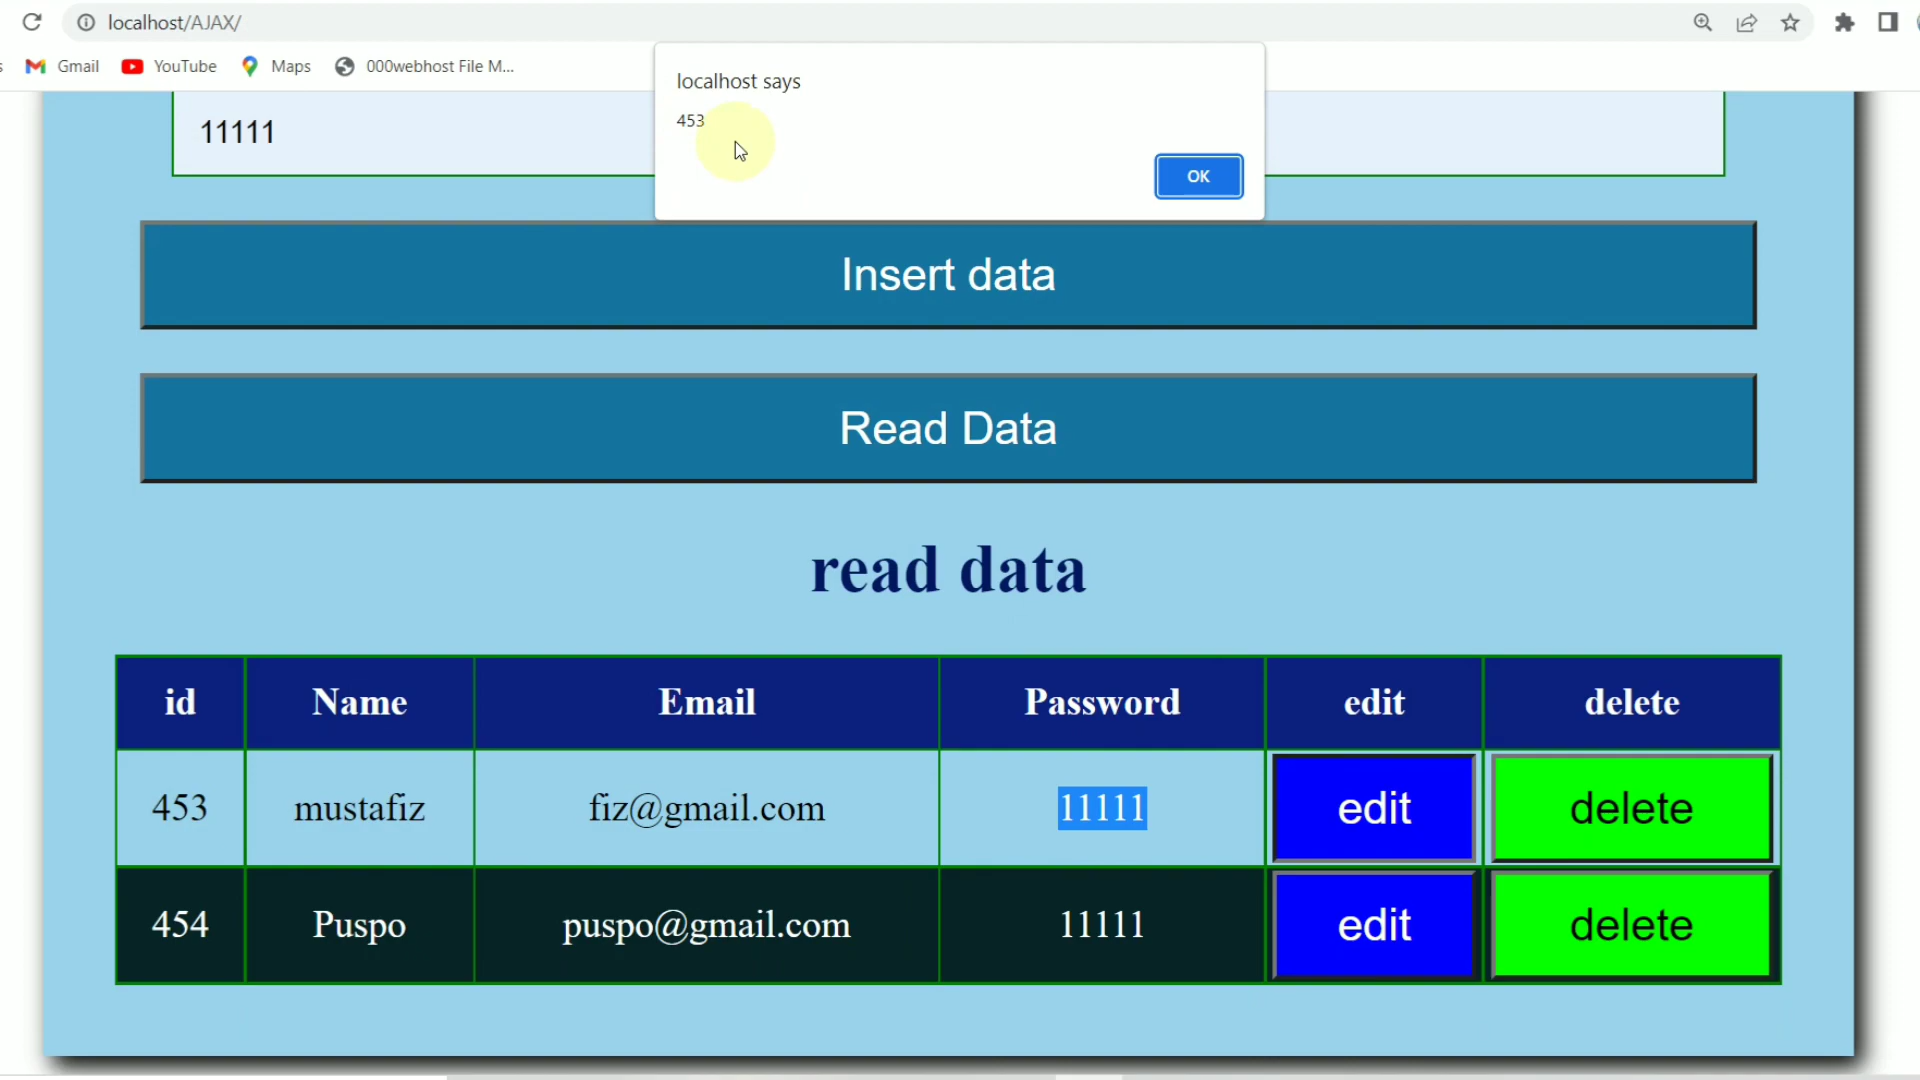 localhost/AJAX/
s Gmail YouTube Maps 000webhost File M...
localhost says
453
OK
11111
Insert data
Read Data
read data
id Name Email Password edit delete
453 mustafiz fiz@gmail.com 11111 edit delete
454 Puspo puspo@gmail.com 11111 edit delete